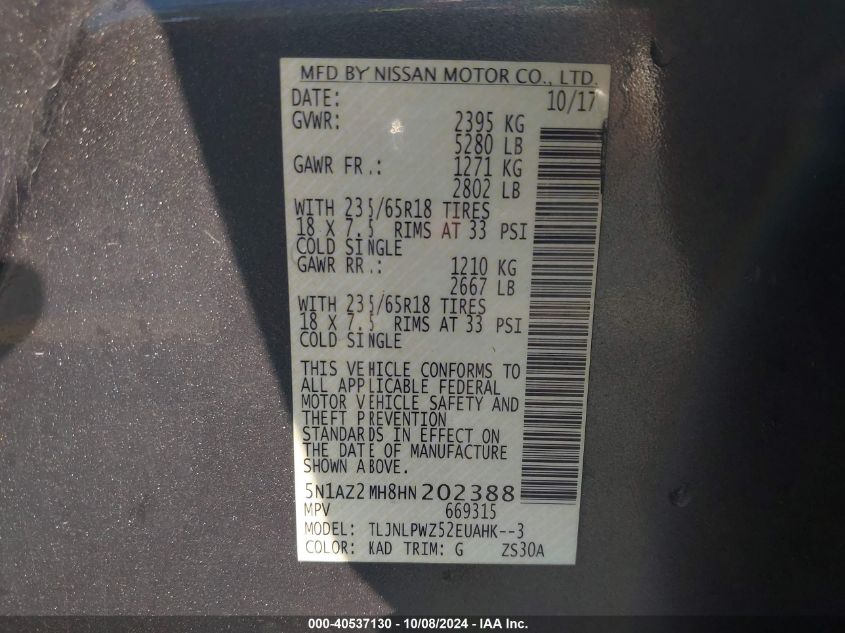 MFD BY NISSAN MOTOR CO., LTD.
DATE: 10/17
GVWR: 2395 KG
5280 LB
GAWR FR.: 1271 KG
2802 LB
WITH 235/65R18 TIRES
18 X 7.5 RIMS AT 33 PSI
COLD SINGLE
GAWR RR.: 1210 KG
2667 LB
WITH 235/65R18 TIRES
18 X 7.5 RIMS AT 33 PSI
COLD SINGLE
THIS VEHICLE CONFORMS TO
ALL APPLICABLE FEDERAL
MOTOR VEHICLE SAFETY AND
THEFT PREVENTION
STANDARDS IN EFFECT ON
THE DATE OF MANUFACTURE
SHOWN ABOVE.
5N1AZ2MH8HN202388
MPV 669315
MODEL: TLJNLPWZ52EUAHK--3
COLOR: KAD TRIM: G ZS30A
000-40537130 - 10/08/2024 - IAA Inc.